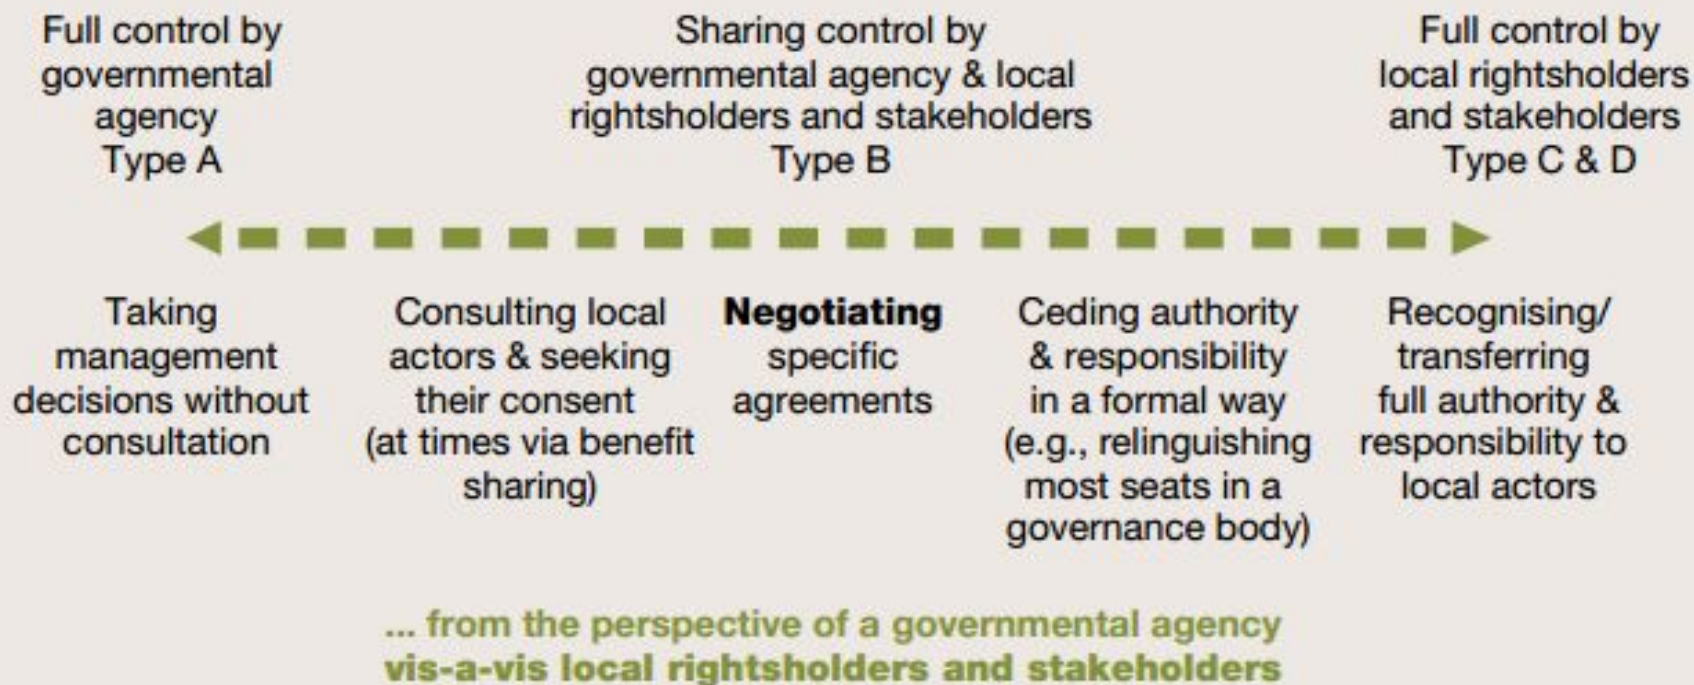 Full control by
governmental
agency
Type A
Sharing control by
governmental agency & local
rightsholders and stakeholders
Type B
Full control by
local rightsholders
and stakeholders
Type C & D
Taking
management
decisions without
consultation
Consulting local
actors & seeking
their consent
(at times via benefit
sharing)
Negotiating
specific
agreements
Ceding authority
& responsibility
in a formal way
(e.g., relinguishing
most seats in a
governance body)
Recognising/
transferring
full authority &
responsibility to
local actors
... from the perspective of a governmental agency
vis-a-vis local rightsholders and stakeholders